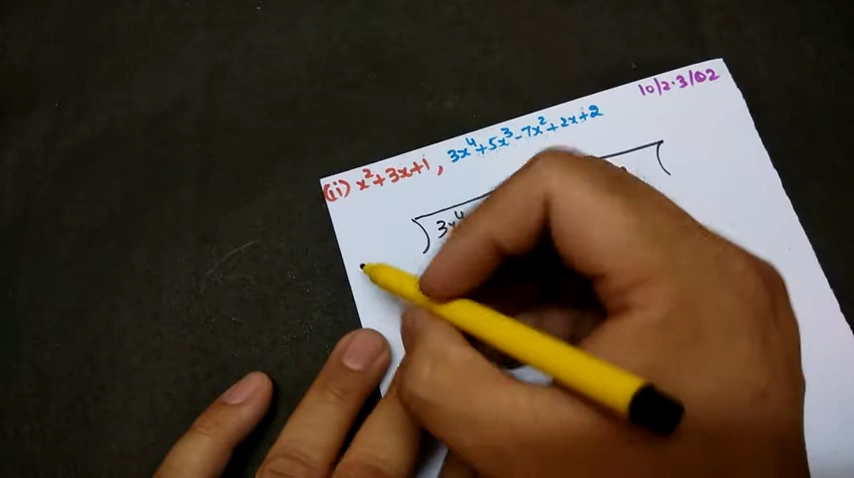 10/2.3/02
(ii) x²+3x+1, 3x⁴+5x³-7x²+2x+2
3x⁴